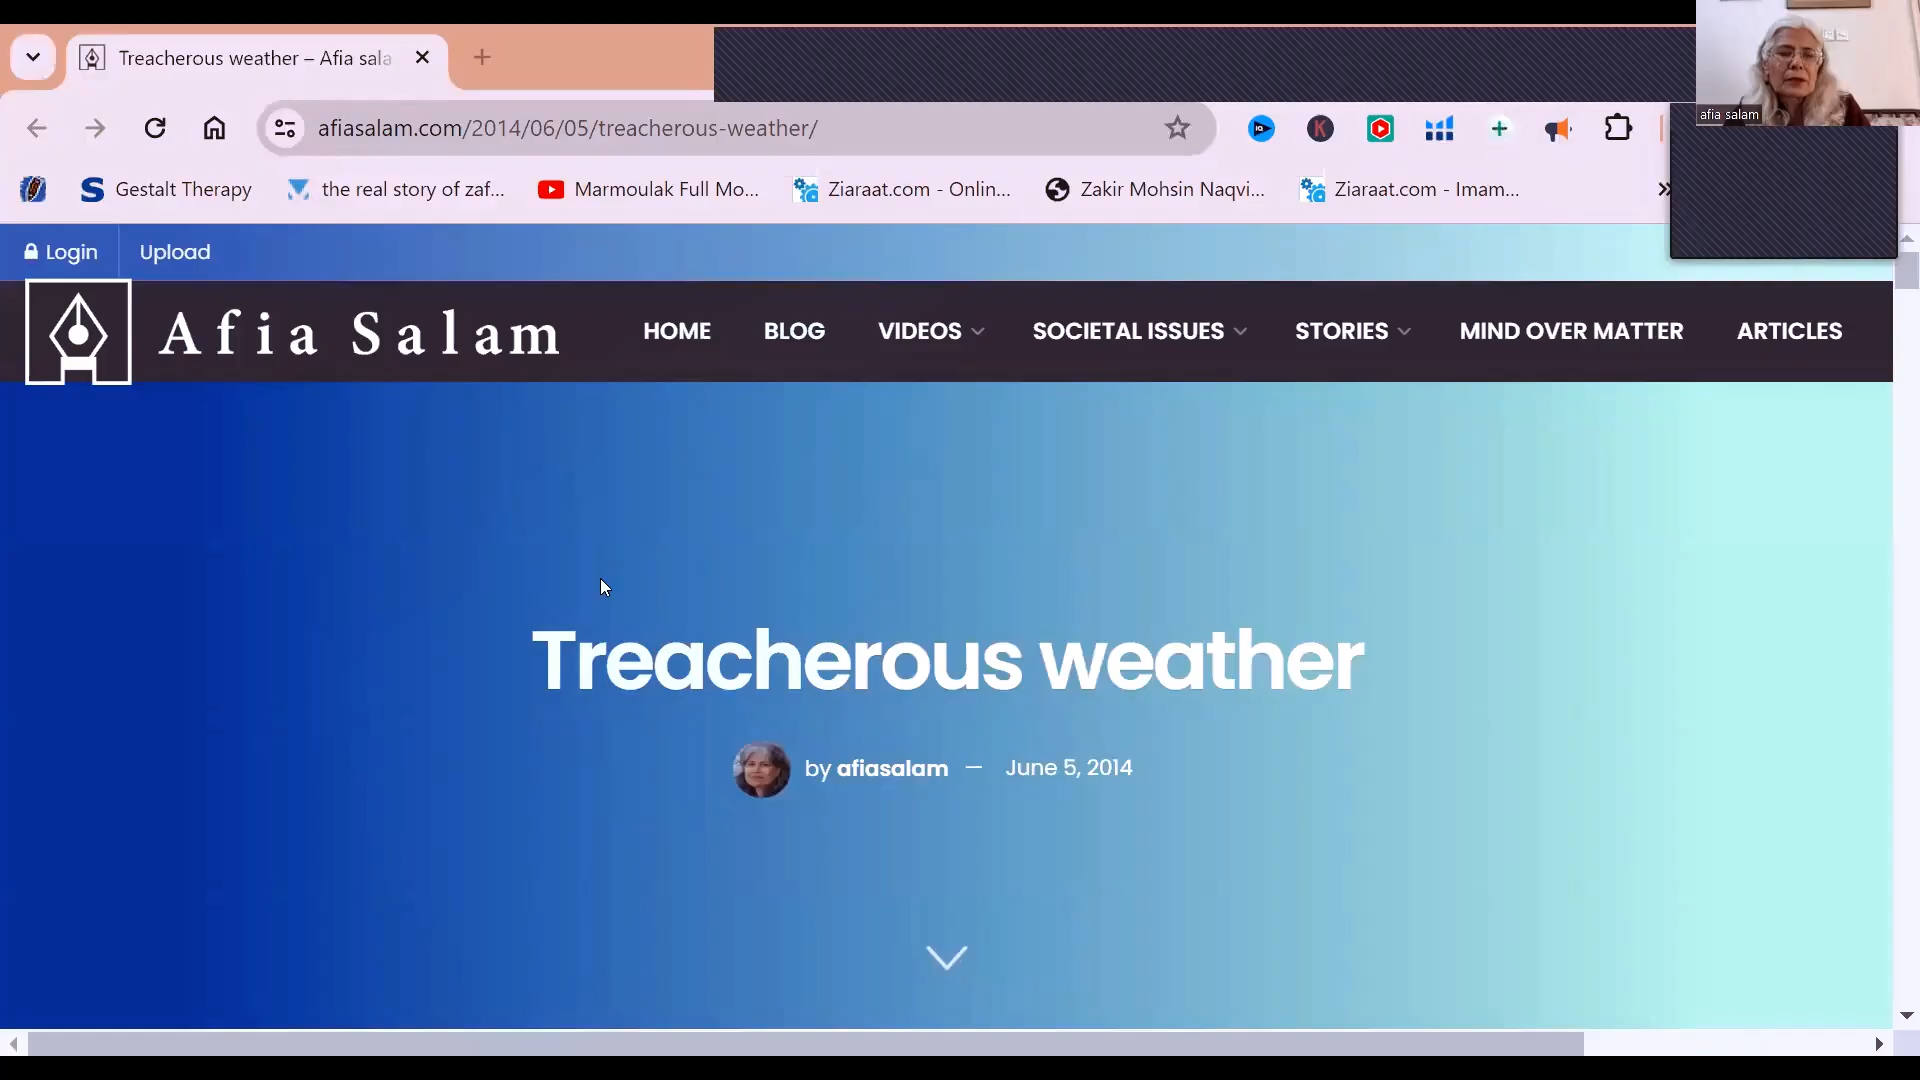 Treacherous weather – Afia sala
afia salam
afiasalam.com/2014/06/05/treacherous-weather/
Gestalt Therapy
the real story of zaf...
Marmoulak Full Mo...
Ziaraat.com - Onlin...
Zakir Mohsin Naqvi...
Ziaraat.com - Imam...
Login
Upload
Afia Salam
HOME
BLOG
VIDEOS
SOCIETAL ISSUES
STORIES
MIND OVER MATTER
ARTICLES
Treacherous weather
by afiasalam — June 5, 2014